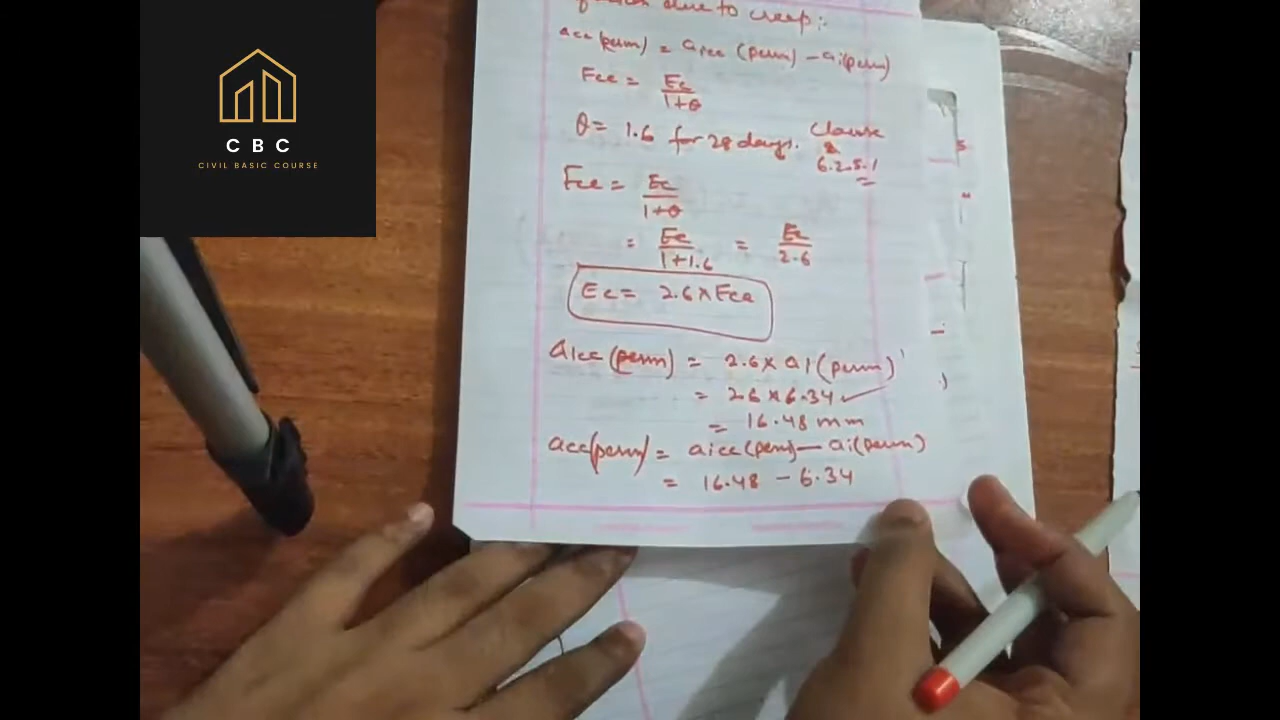 CBC
CIVIL BASIC COURSE
due to creep:-
acc(perm) = aicc (perm) - ai(perm)
Ece = Ec / 1+θ
θ = 1.6 for 28 days. Clause
6.2.5.1
Ece = Ec / 1+θ
= Ec / 1+1.6 = Ec / 2.6
Ec = 2.6 x Ece
aicc (perm) = 2.6 x ai (perm)
= 2.6 x 6.34
= 16.48 mm
acc(perm) = aicc (perm) - ai(perm)
= 16.48 - 6.34